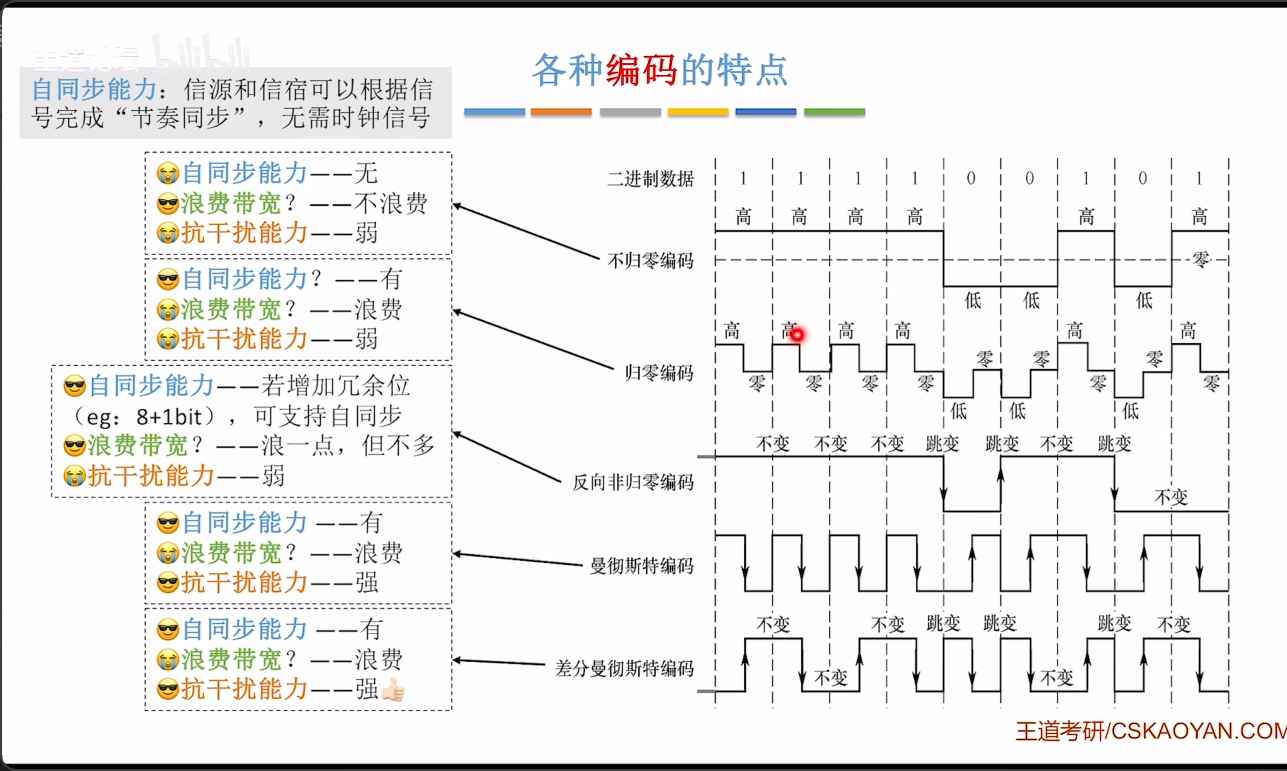 王道论坛 bilibili
各种编码的特点
自同步能力：信源和信宿可以根据信
号完成“节奏同步”，无需时钟信号
😭自同步能力——无
😎浪费带宽？——不浪费
😭抗干扰能力——弱
😎自同步能力？——有
😭浪费带宽？——浪费
😭抗干扰能力——弱
😎自同步能力——若增加冗余位
（eg：8+1bit），可支持自同步
😎浪费带宽？——浪一点，但不多
😭抗干扰能力——弱
😎自同步能力 ——有
😭浪费带宽？——浪费
😎抗干扰能力——强
😎自同步能力 ——有
😭浪费带宽？——浪费
😎抗干扰能力——强👍🏻
二进制数据 1 1 1 1 0 0 1 0 1
高 高 高 高 高 高
不归零编码 零
低 低 低
高 高 高 高 高 高
零 零 零
归零编码
零 零 零 零 零 零
低 低 低
不变 不变 不变 跳变 跳变 不变 跳变
反向非归零编码 不变
曼彻斯特编码
不变 不变 跳变 跳变 跳变 不变
差分曼彻斯特编码
不变 不变
王道考研/CSKAOYAN.COM